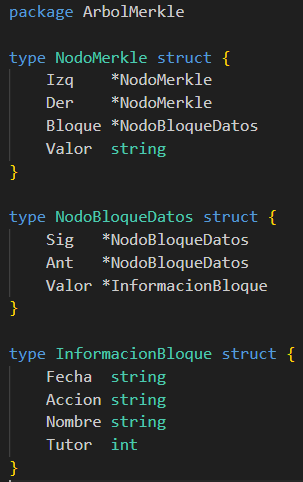 package ArbolMerkle
type NodoMerkle struct {
Izq *NodoMerkle
Der *NodoMerkle
Bloque *NodoBloqueDatos
Valor string
}
type NodoBloqueDatos struct {
Sig *NodoBloqueDatos
Ant *NodoBloqueDatos
Valor *InformacionBloque
}
type InformacionBloque struct {
Fecha string
Accion string
Nombre string
Tutor int
}